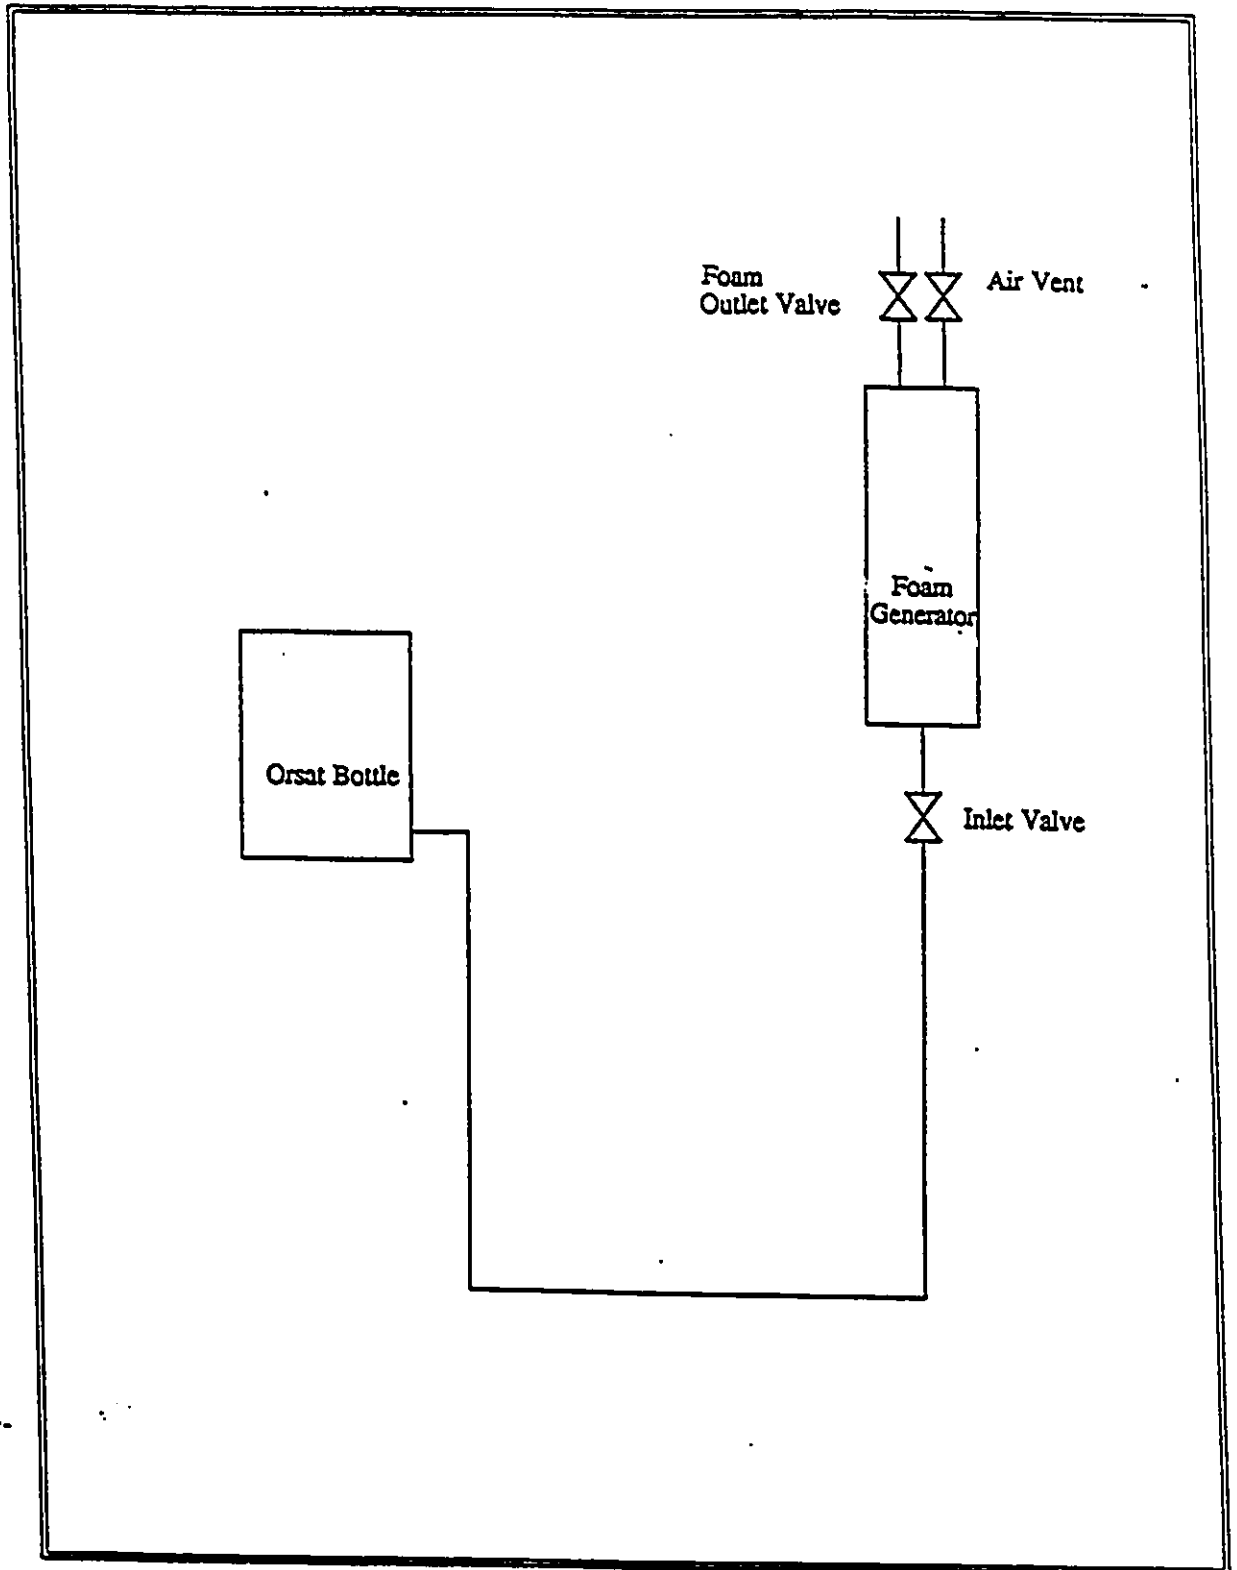 Foam
Outlet Valve
Air Vent
Foam
Generator
Orsat Bottle
Inlet Valve